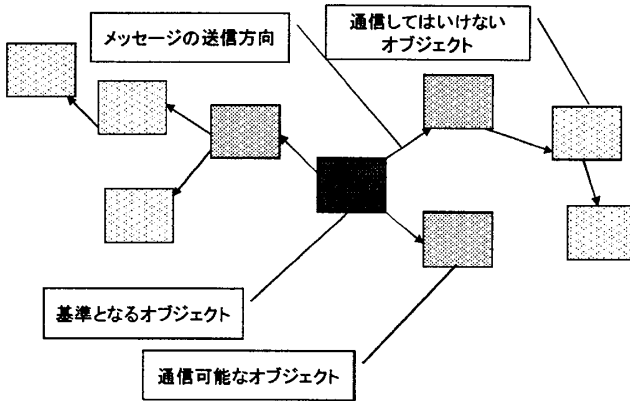 メッセージの送信方向
通信してはいけない
オブジェクト
基準となるオブジェクト
通信可能なオブジェクト